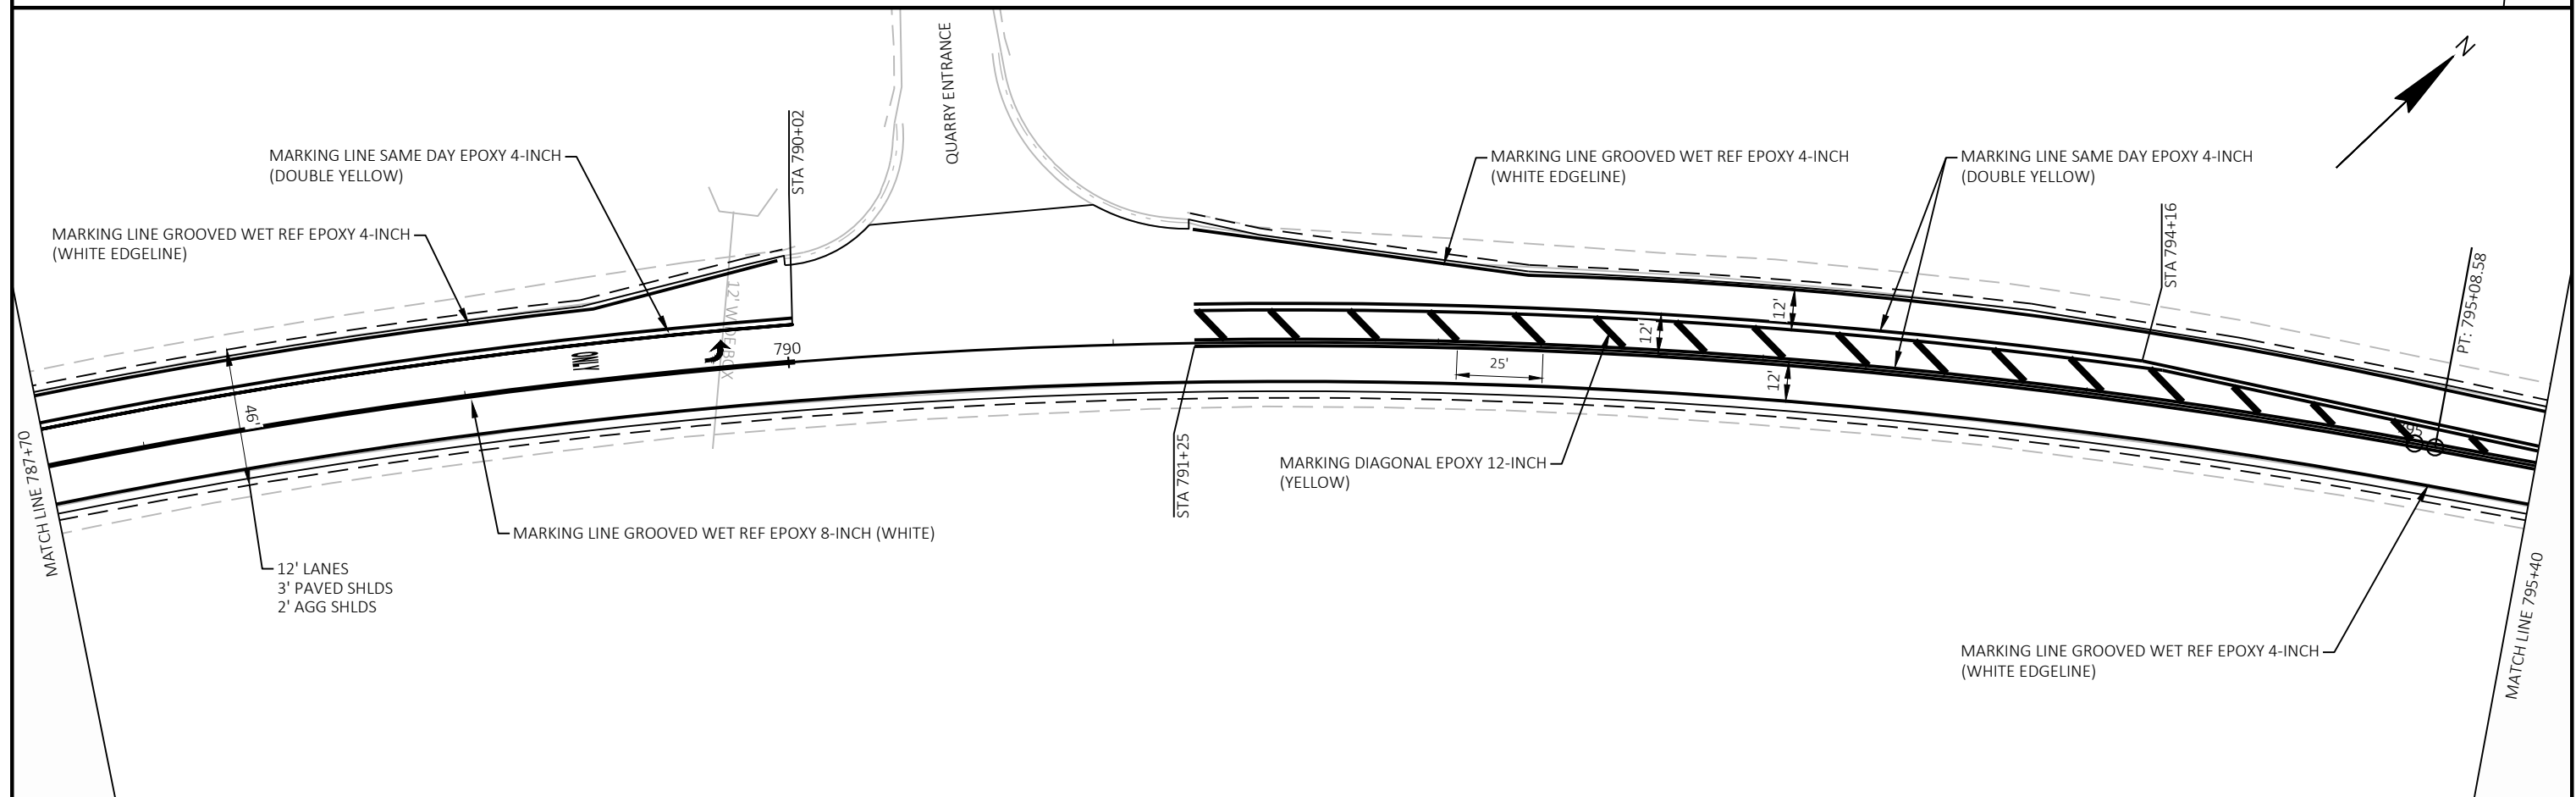 N
QUARRY ENTRANCE
STA 790+02
MARKING LINE SAME DAY EPOXY 4-INCH
(DOUBLE YELLOW)
MARKING LINE GROOVED WET REF EPOXY 4-INCH
(WHITE EDGELINE)
MARKING LINE GROOVED WET REF EPOXY 4-INCH
(WHITE EDGELINE)
MARKING LINE SAME DAY EPOXY 4-INCH
(DOUBLE YELLOW)
STA 794+16
PT: 795+08.58
12' WIDE BOX
ONLY
790
12'
12'
12'
25'
46'
795
MATCH LINE 787+70
STA 791+25
MARKING DIAGONAL EPOXY 12-INCH
(YELLOW)
MARKING LINE GROOVED WET REF EPOXY 8-INCH (WHITE)
12' LANES
3' PAVED SHLDS
2' AGG SHLDS
MARKING LINE GROOVED WET REF EPOXY 4-INCH
(WHITE EDGELINE)
MATCH LINE 795+40